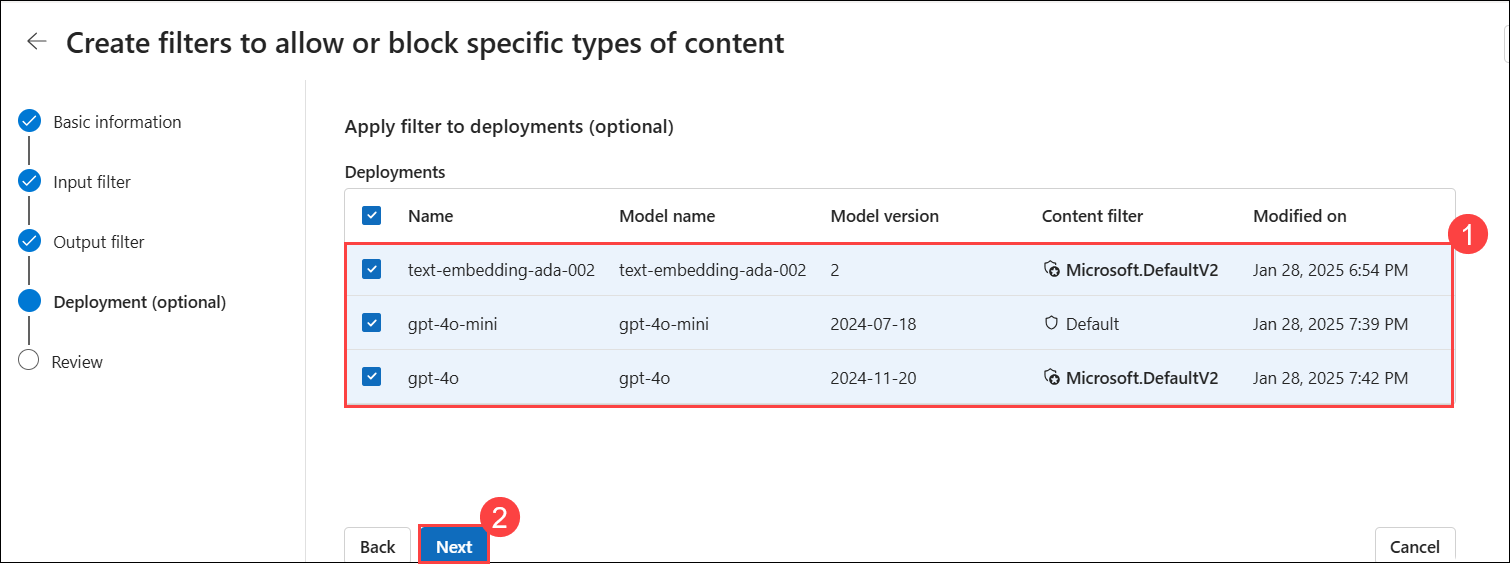 Create filters to allow or block specific types of content
Basic information
Input filter
Output filter
Deployment (optional)
Review
Apply filter to deployments (optional)
Deployments
Name Model name Model version Content filter Modified on
1
text-embedding-ada-002 text-embedding-ada-002 2 Microsoft.DefaultV2 Jan 28, 2025 6:54 PM
gpt-4o-mini gpt-4o-mini 2024-07-18 Default Jan 28, 2025 7:39 PM
gpt-4o gpt-4o 2024-11-20 Microsoft.DefaultV2 Jan 28, 2025 7:42 PM
2
Back Next Cancel